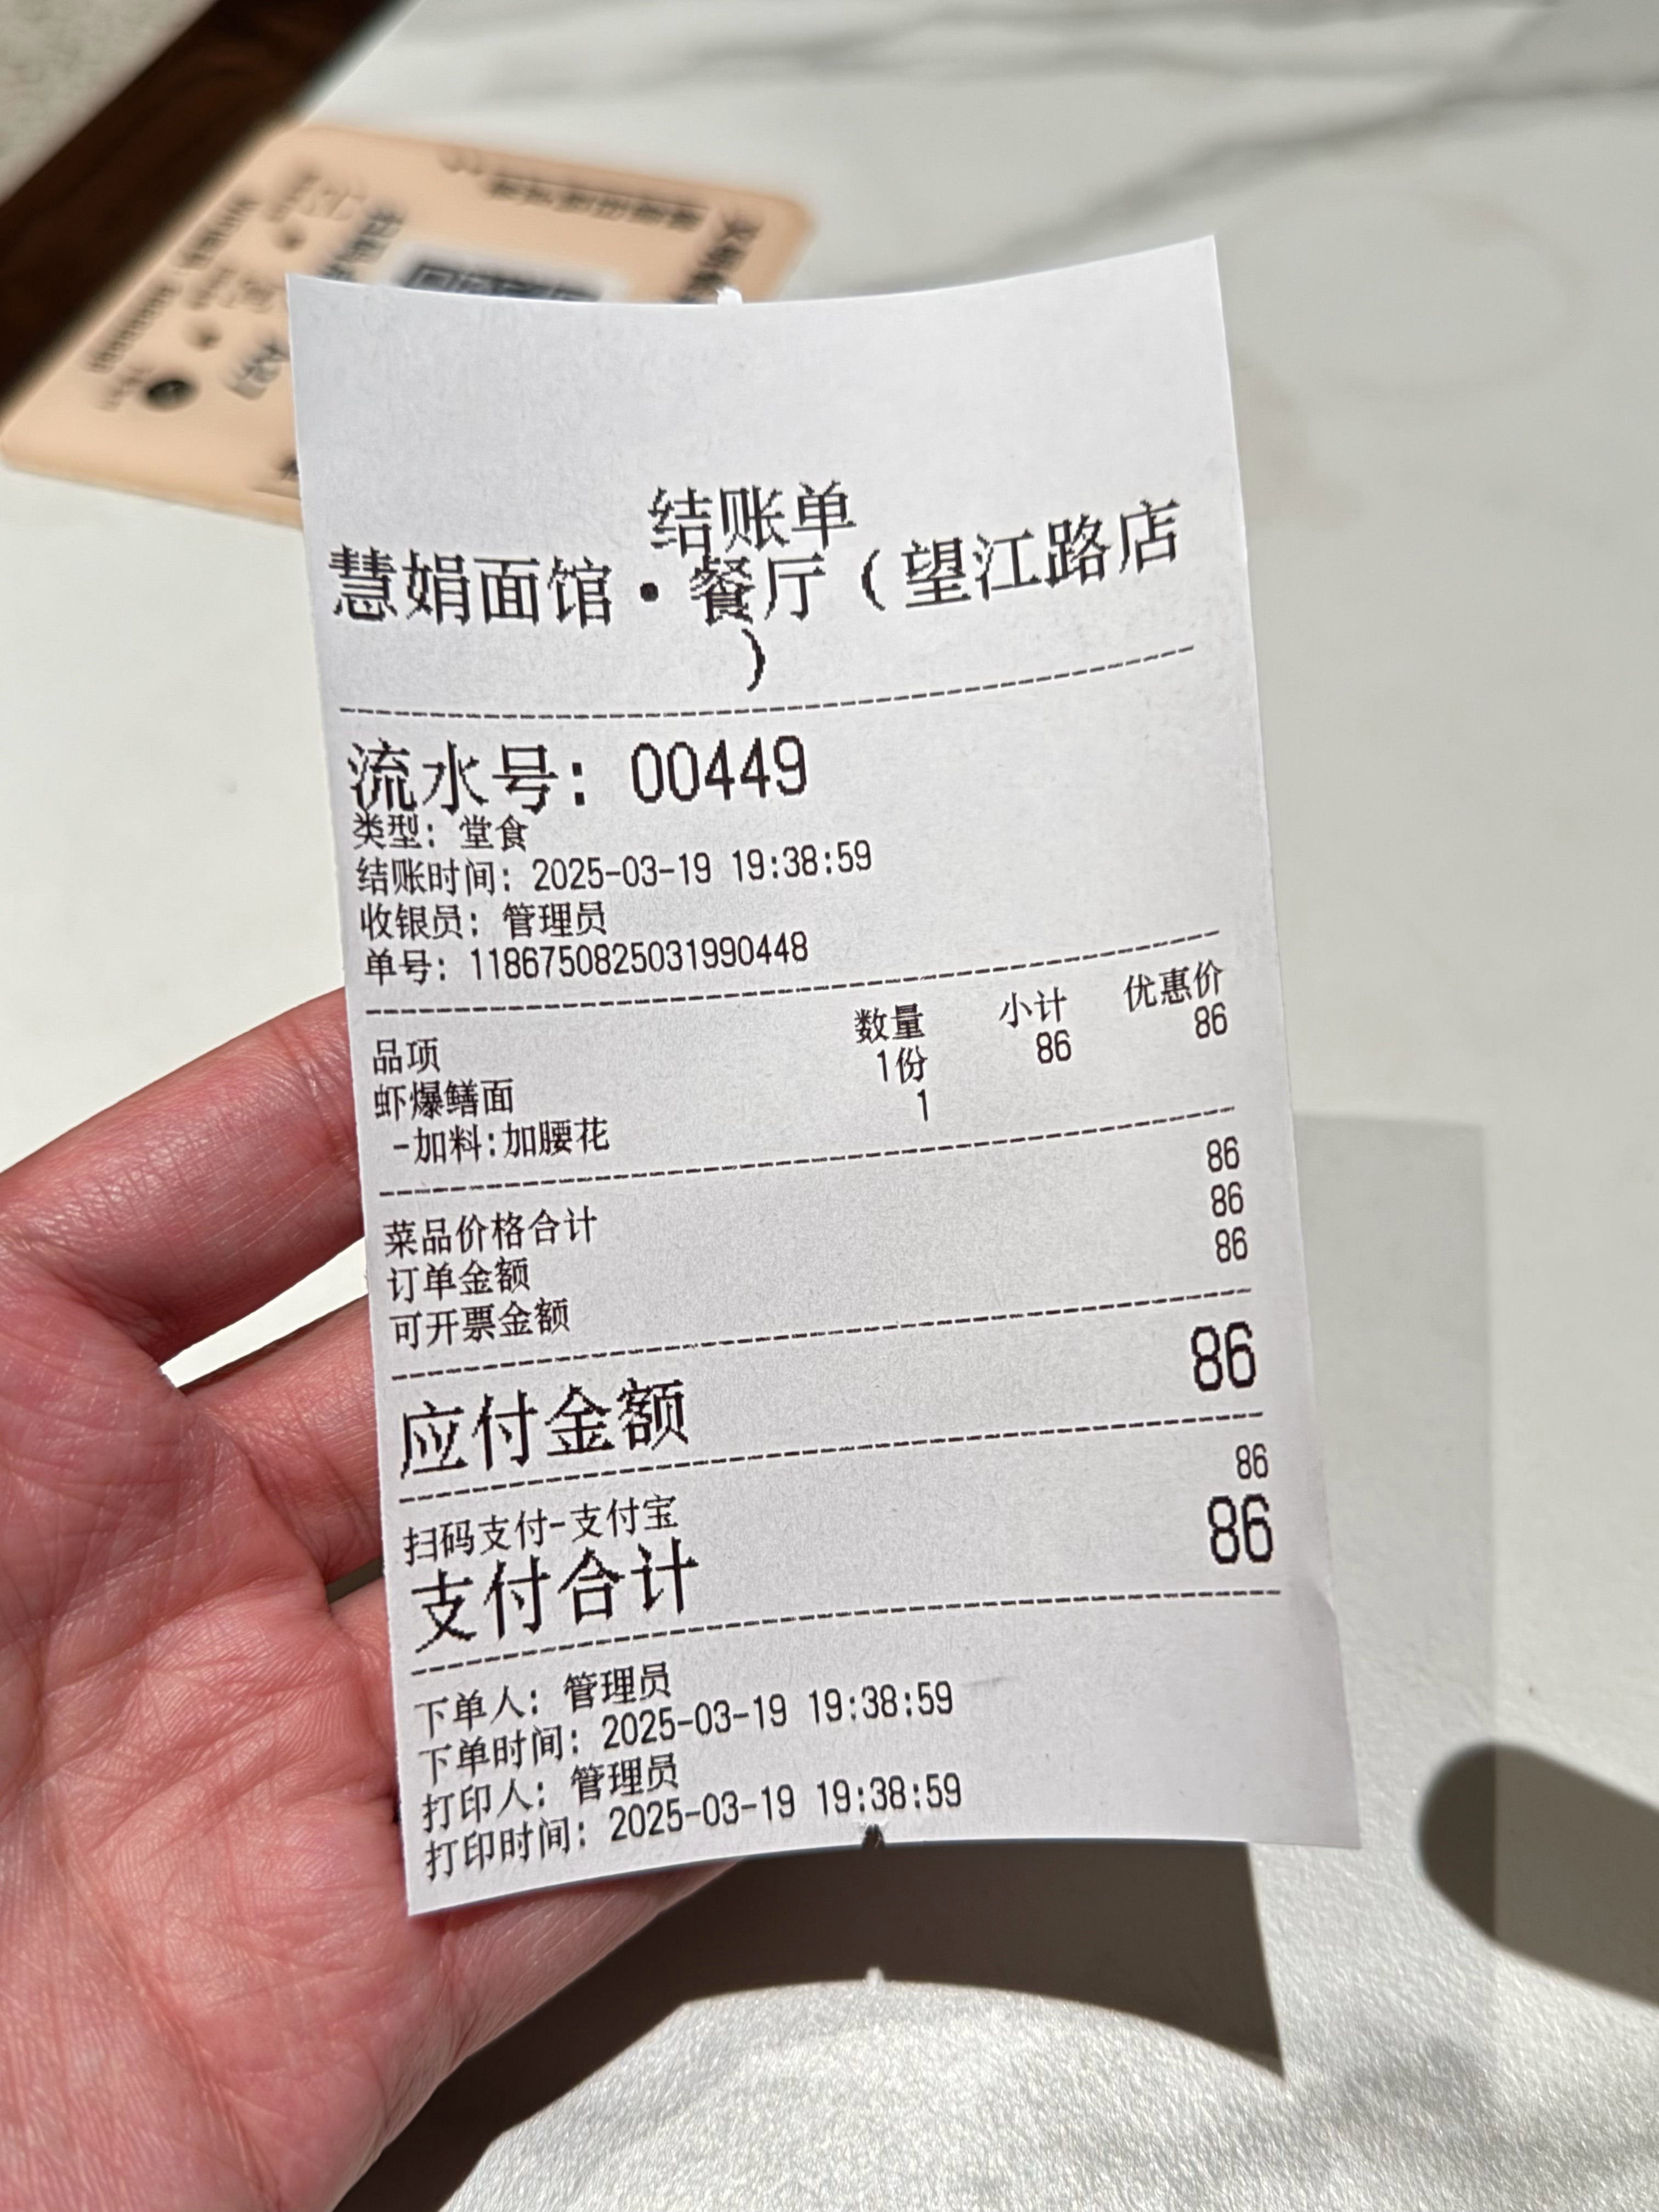 结账单
慧娟面馆·餐厅（望江路店
）
流水号：00449
类型：堂食
结账时间：2025-03-19 19:38:59
收银员：管理员
单号：1186750825031990448
品项 数量 小计 优惠价
虾爆鳝面 1份 86 86
-加料:加腰花 1
菜品价格合计 86
订单金额 86
可开票金额 86
应付金额 86
扫码支付-支付宝 86
支付合计 86
下单人：管理员
下单时间：2025-03-19 19:38:59
打印人：管理员
打印时间：2025-03-19 19:38:59